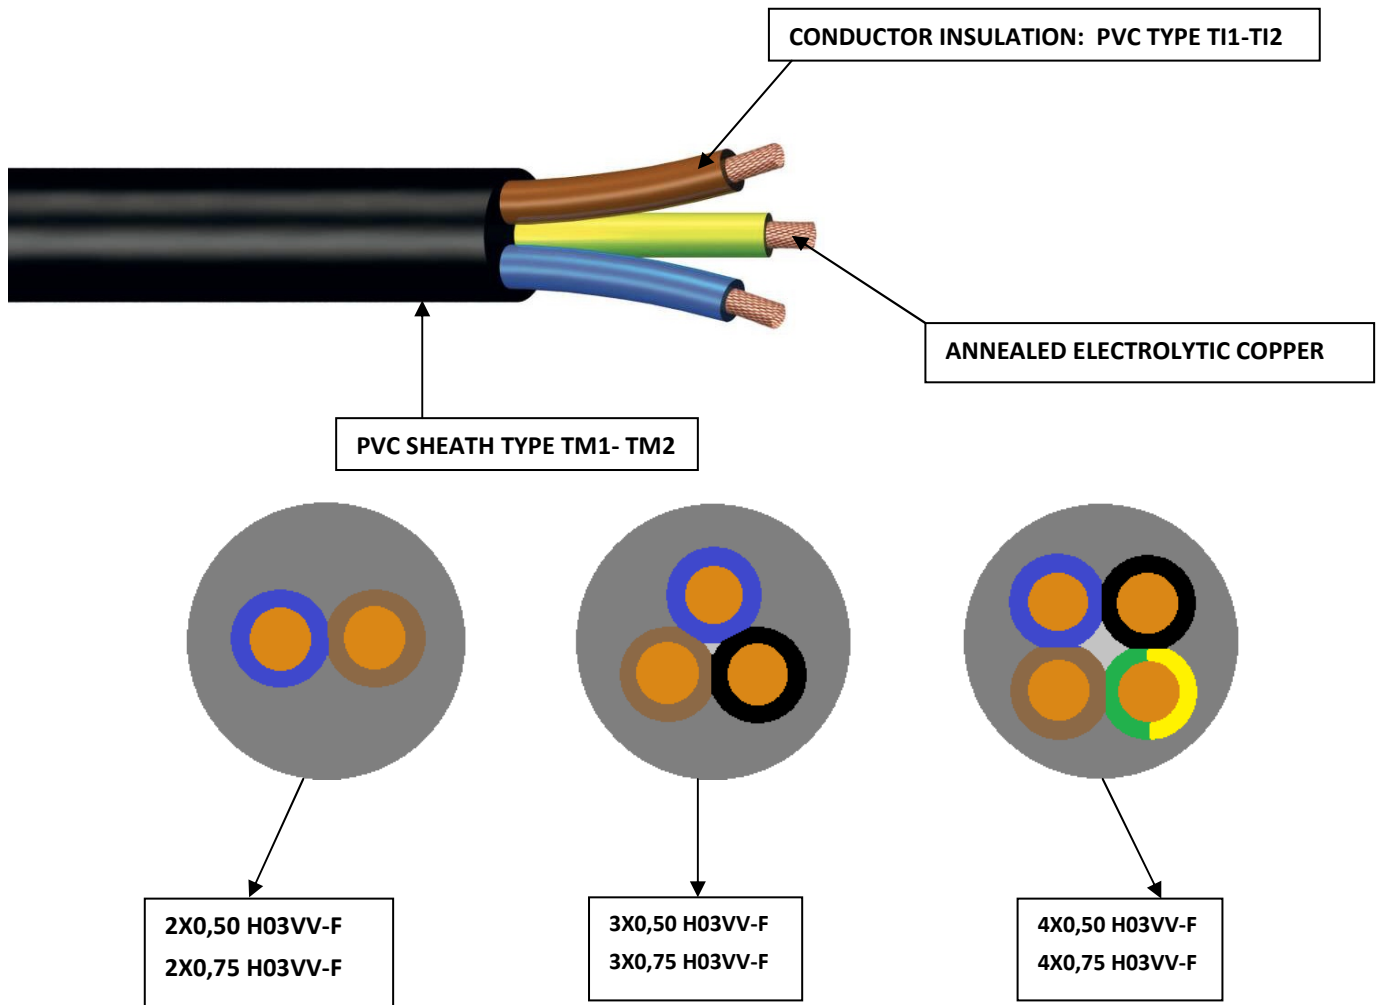 CONDUCTOR INSULATION: PVC TYPE TI1-TI2
ANNEALED ELECTROLYTIC COPPER
PVC SHEATH TYPE TM1- TM2
2X0,50 H03VV-F
2X0,75 H03VV-F
3X0,50 H03VV-F
3X0,75 H03VV-F
4X0,50 H03VV-F
4X0,75 H03VV-F